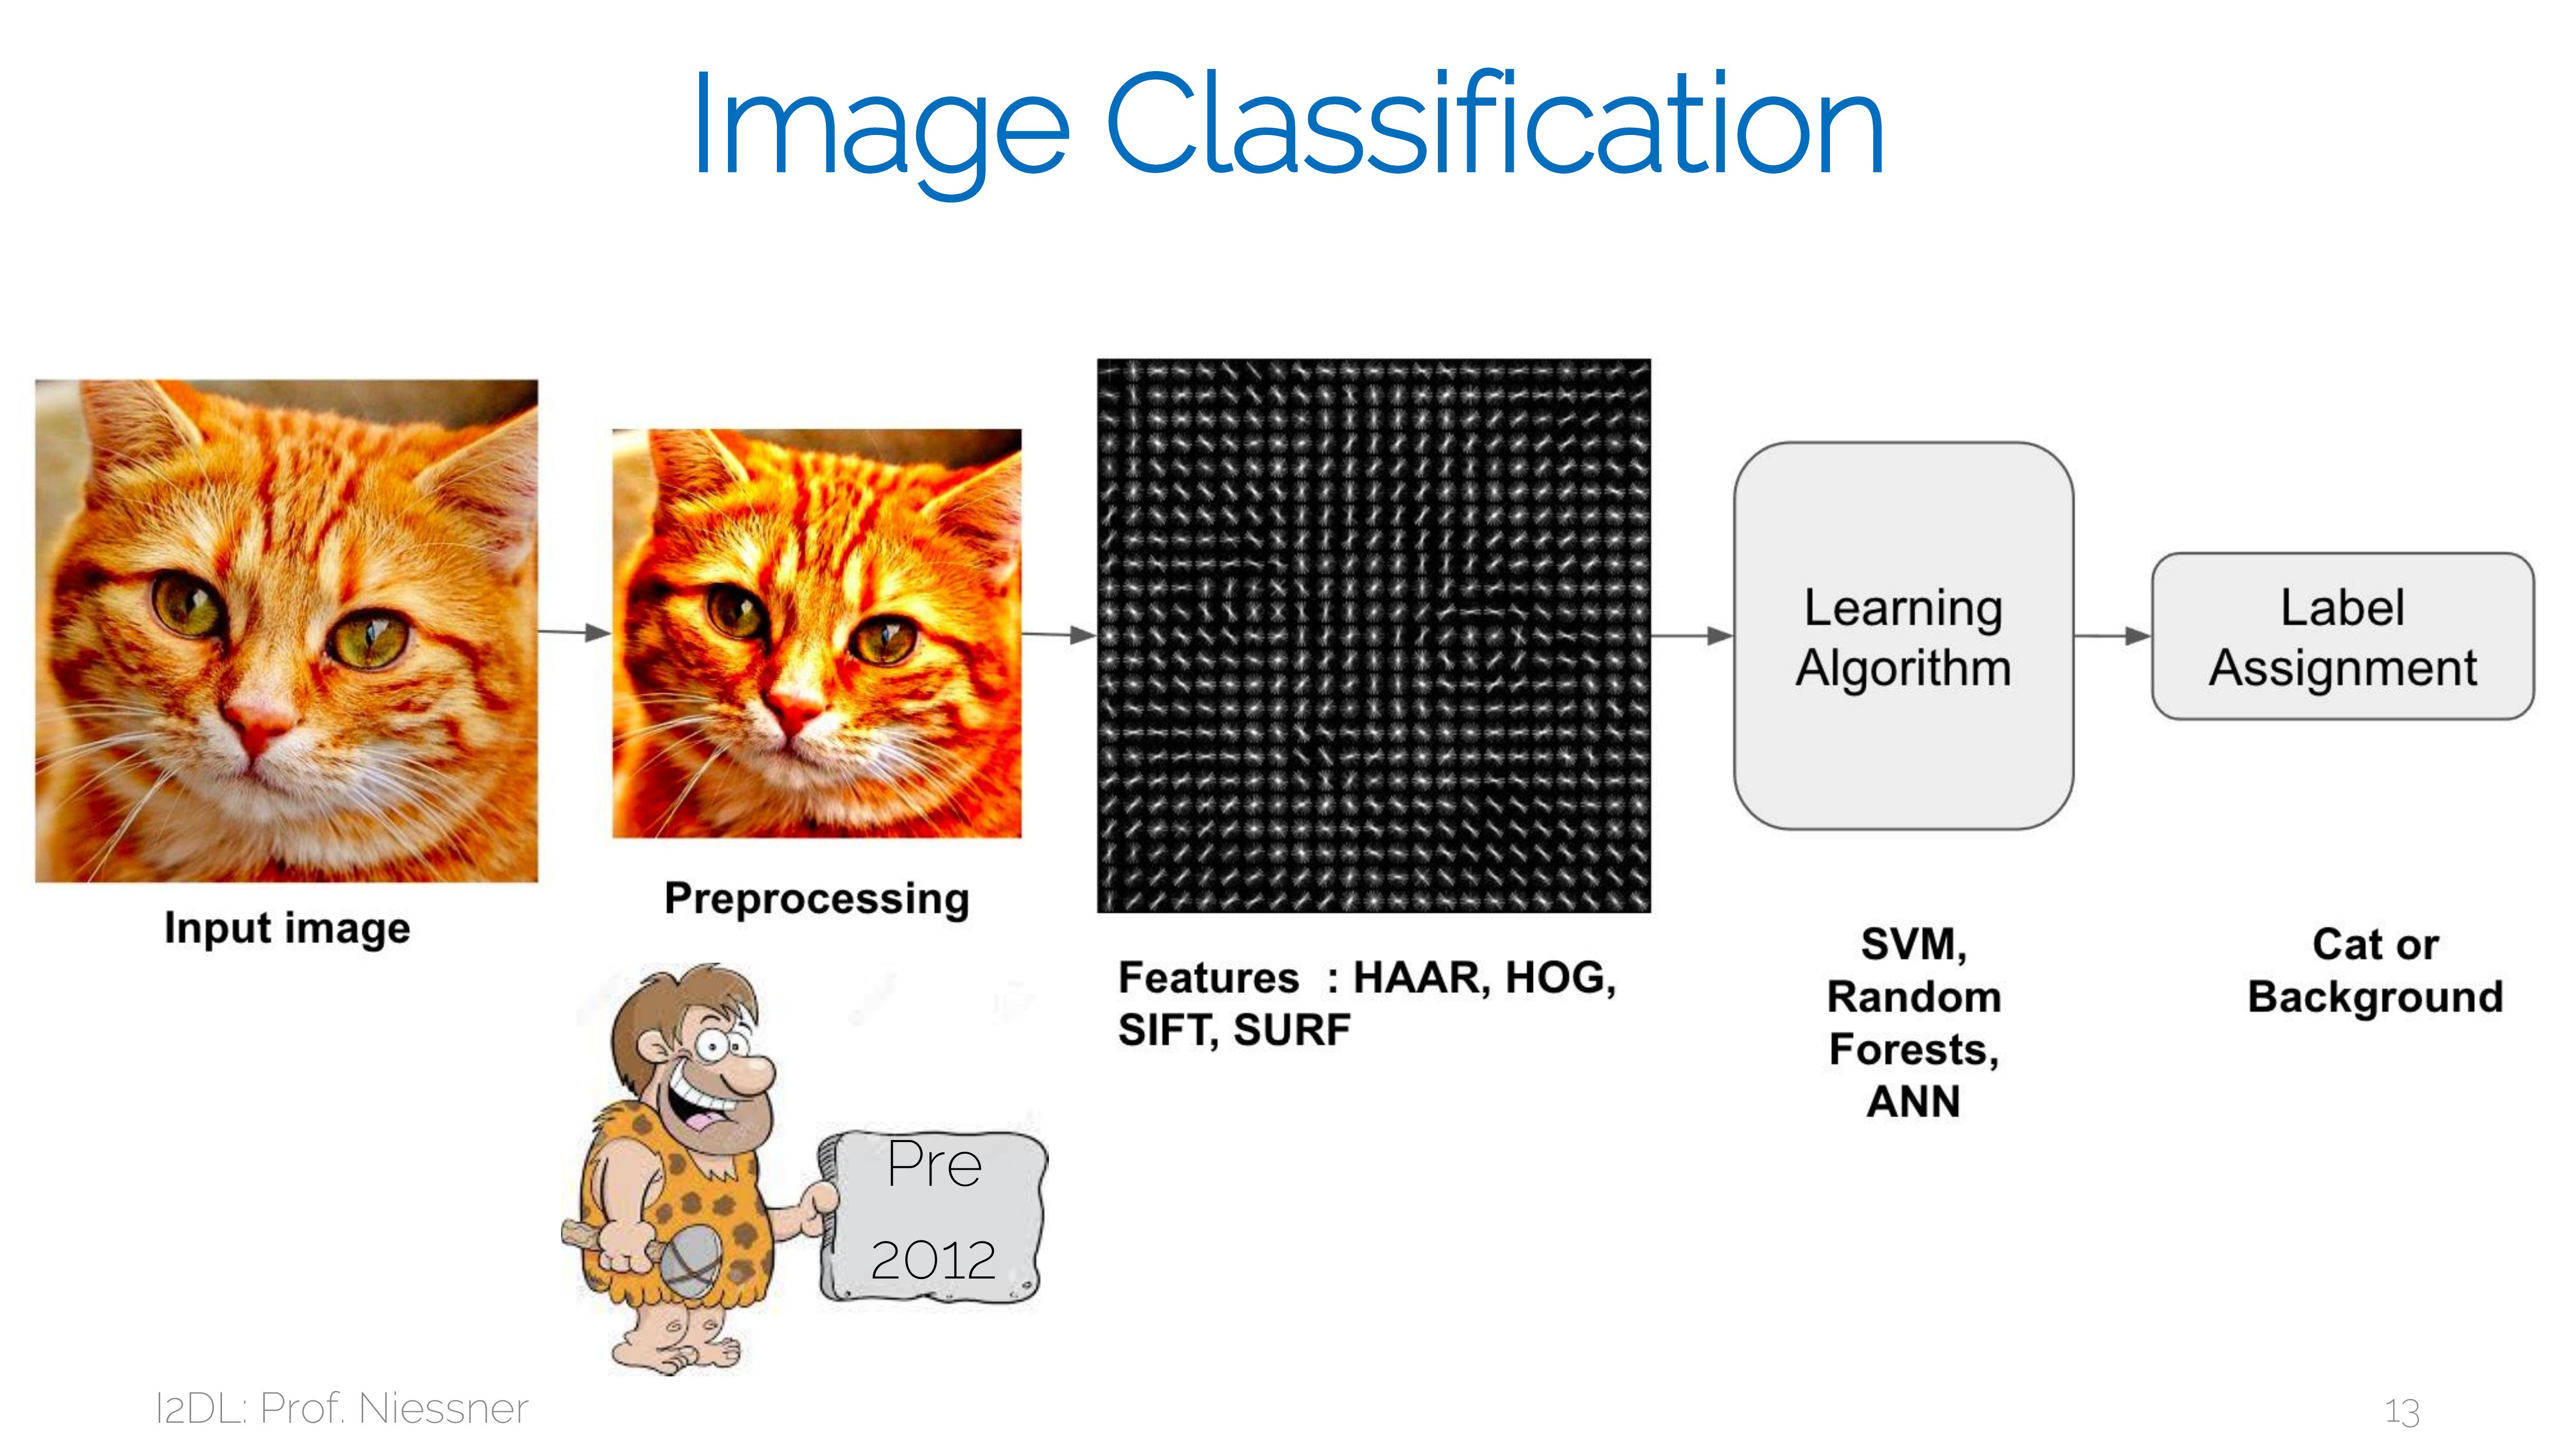 Image Classification
Input image
Preprocessing
Features : HAAR, HOG,
SIFT, SURF
Learning
Algorithm
SVM,
Random
Forests,
ANN
Label
Assignment
Cat or
Background
Pre
2012
I2DL: Prof. Niessner
13